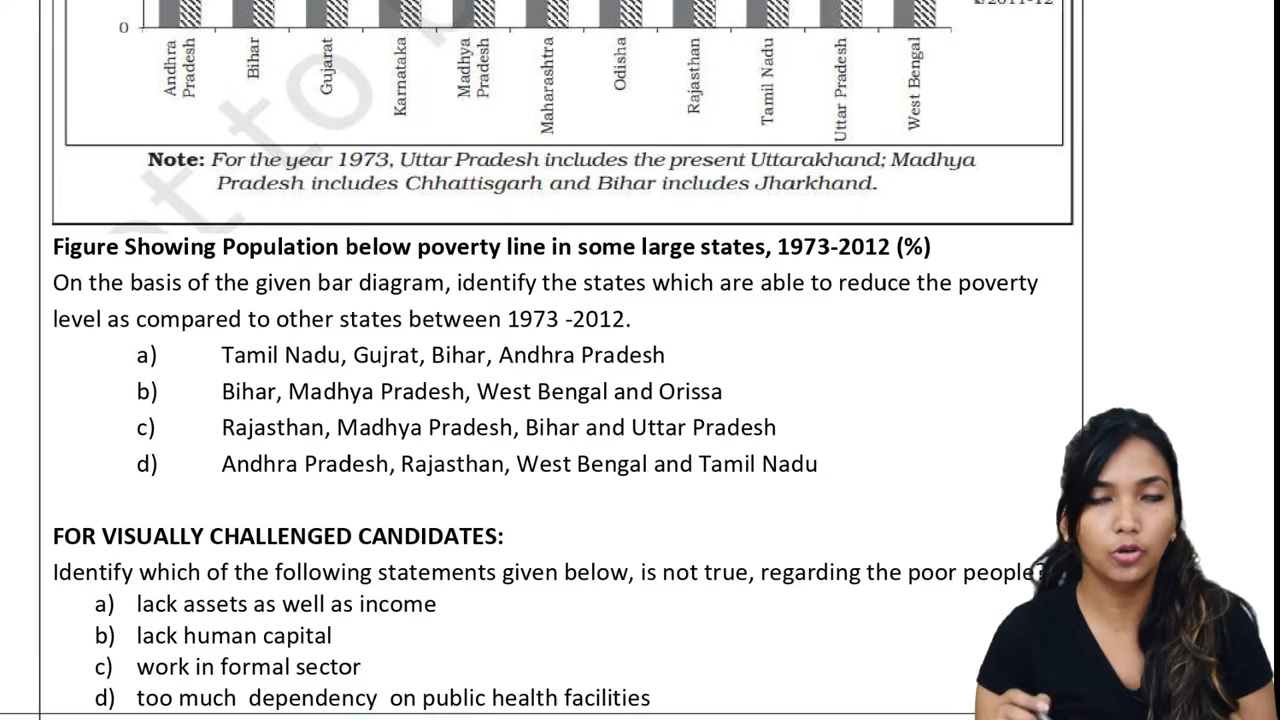 0
Andhra Pradesh
Bihar
Gujarat
Karnataka
Madhya Pradesh
Maharashtra
Odisha
Rajasthan
Tamil Nadu
Uttar Pradesh
West Bengal
Note: For the year 1973, Uttar Pradesh includes the present Uttarakhand; Madhya
Pradesh includes Chhattisgarh and Bihar includes Jharkhand.
Figure Showing Population below poverty line in some large states, 1973-2012 (%)
On the basis of the given bar diagram, identify the states which are able to reduce the poverty
level as compared to other states between 1973 -2012.
a) Tamil Nadu, Gujrat, Bihar, Andhra Pradesh
b) Bihar, Madhya Pradesh, West Bengal and Orissa
c) Rajasthan, Madhya Pradesh, Bihar and Uttar Pradesh
d) Andhra Pradesh, Rajasthan, West Bengal and Tamil Nadu
FOR VISUALLY CHALLENGED CANDIDATES:
Identify which of the following statements given below, is not true, regarding the poor people?
a) lack assets as well as income
b) lack human capital
c) work in formal sector
d) too much dependency on public health facilities